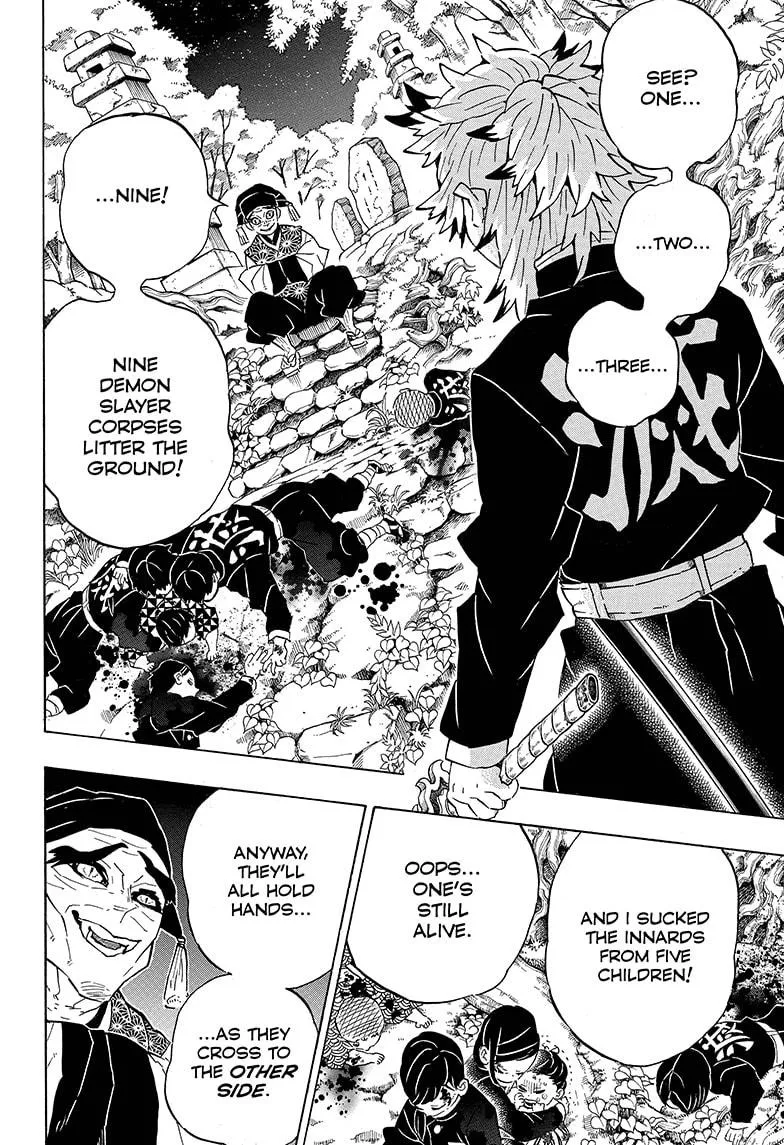 SEE?
ONE...
...TWO...
...THREE...
...NINE!
NINE
DEMON
SLAYER
CORPSES
LITTER THE
GROUND!
AND I SUCKED
THE INNARDS
FROM FIVE
CHILDREN!
OOPS...
ONE'S
STILL
ALIVE.
ANYWAY,
THEY'LL
ALL HOLD
HANDS...
...AS THEY
CROSS TO
THE OTHER
SIDE.